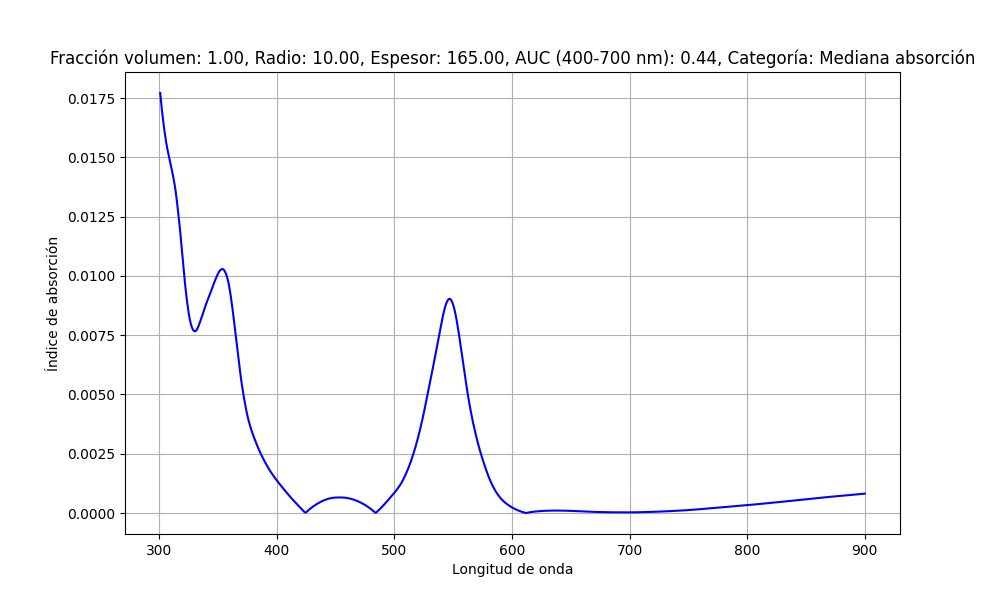 Fracción volumen: 1.00, Radio: 10.00, Espesor: 165.00, AUC (400-700 nm): 0.44, Categoría: Mediana absorción
Índice de absorción
0.0175
0.0150
0.0125
0.0100
0.0075
0.0050
0.0025
0.0000
300 400 500 600 700 800 900
Longitud de onda